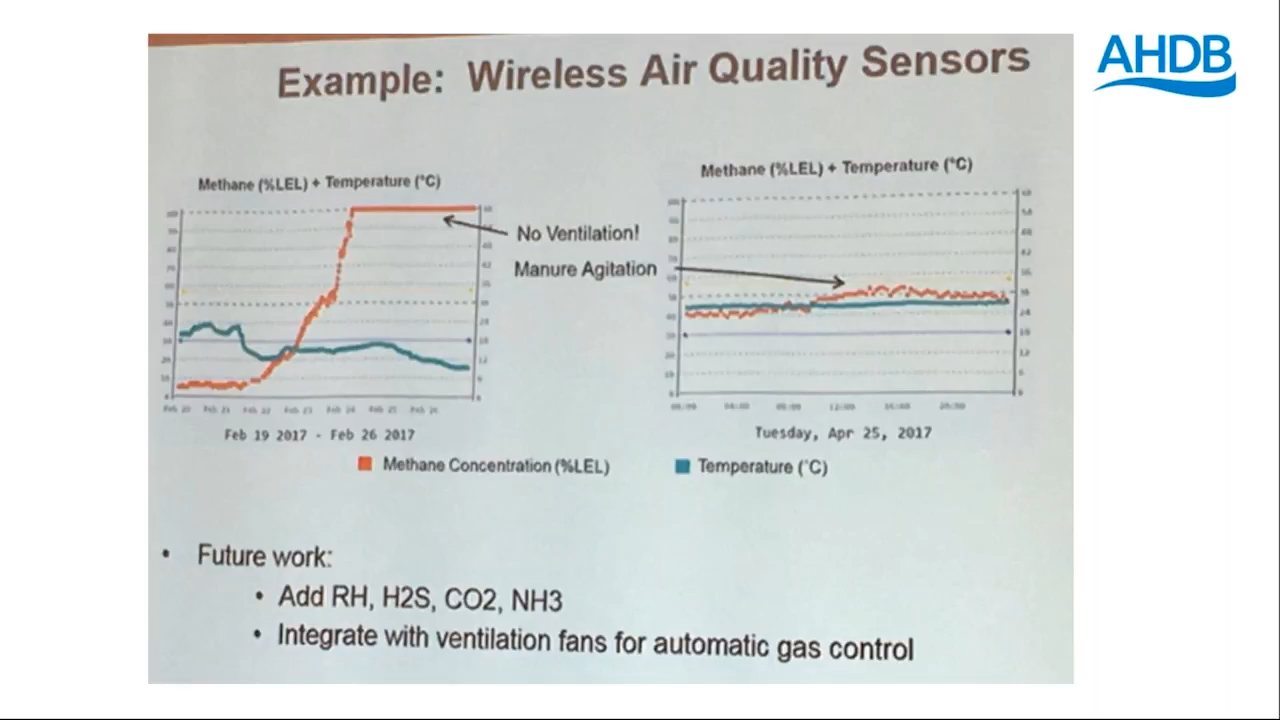 AHDB
Example: Wireless Air Quality Sensors
Methane (%LEL) + Temperature (°C)
Methane (%LEL) + Temperature (°C)
No Ventilation!
Manure Agitation
Feb 19 2017 - Feb 26 2017
Tuesday, Apr 25, 2017
Methane Concentration (%LEL)
Temperature (°C)
• Future work:
• Add RH, H2S, CO2, NH3
• Integrate with ventilation fans for automatic gas control